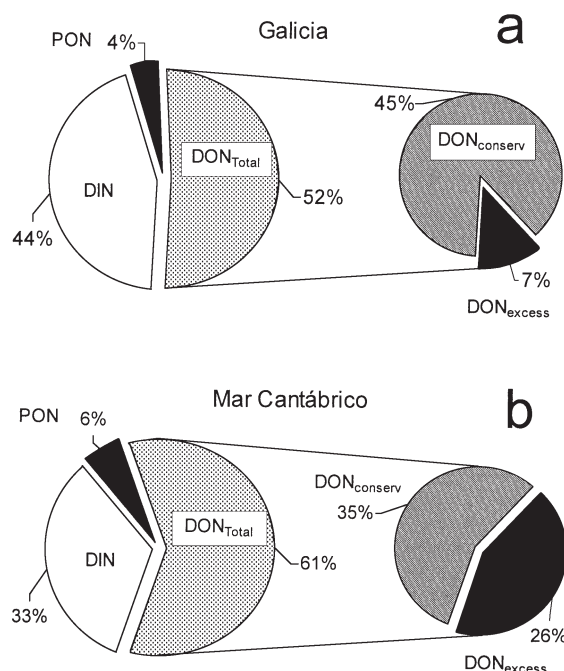 Galicia
a
PON 4%
45%
DON conserv
DON Total
DIN
52%
44%
7%
DON excess
Mar Cantábrico
b
PON 6%
DON conserv
35%
DON Total
DIN
61%
33%
26%
DON excess